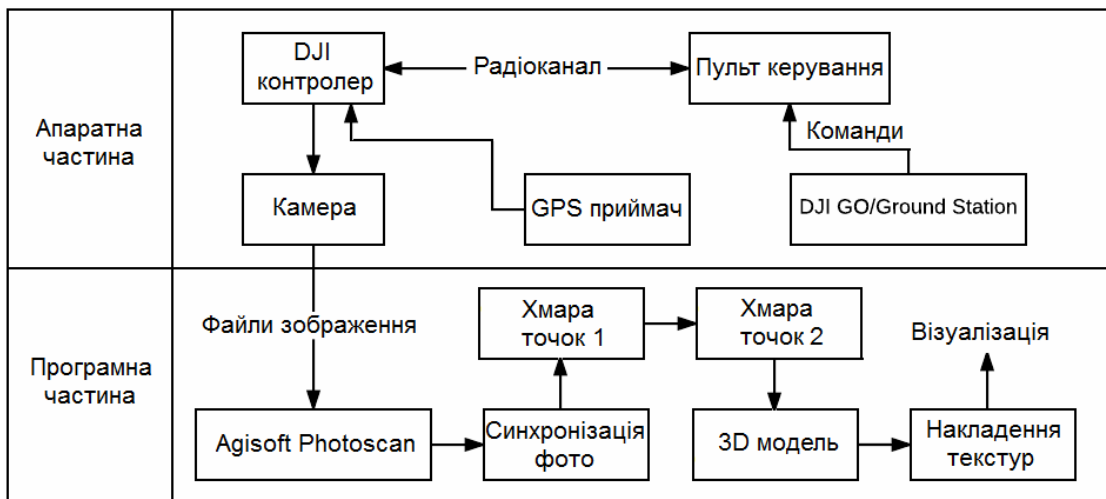 Апаратна
частина
DJI
контролер
Радіоканал
Пульт керування
Команди
Камера
GPS приймач
DJI GO/Ground Station
Програмна
частина
Файли зображення
Хмара
точок 1
Хмара
точок 2
Візуалізація
Agisoft Photoscan
Синхронізація
фото
3D модель
Накладення
текстур